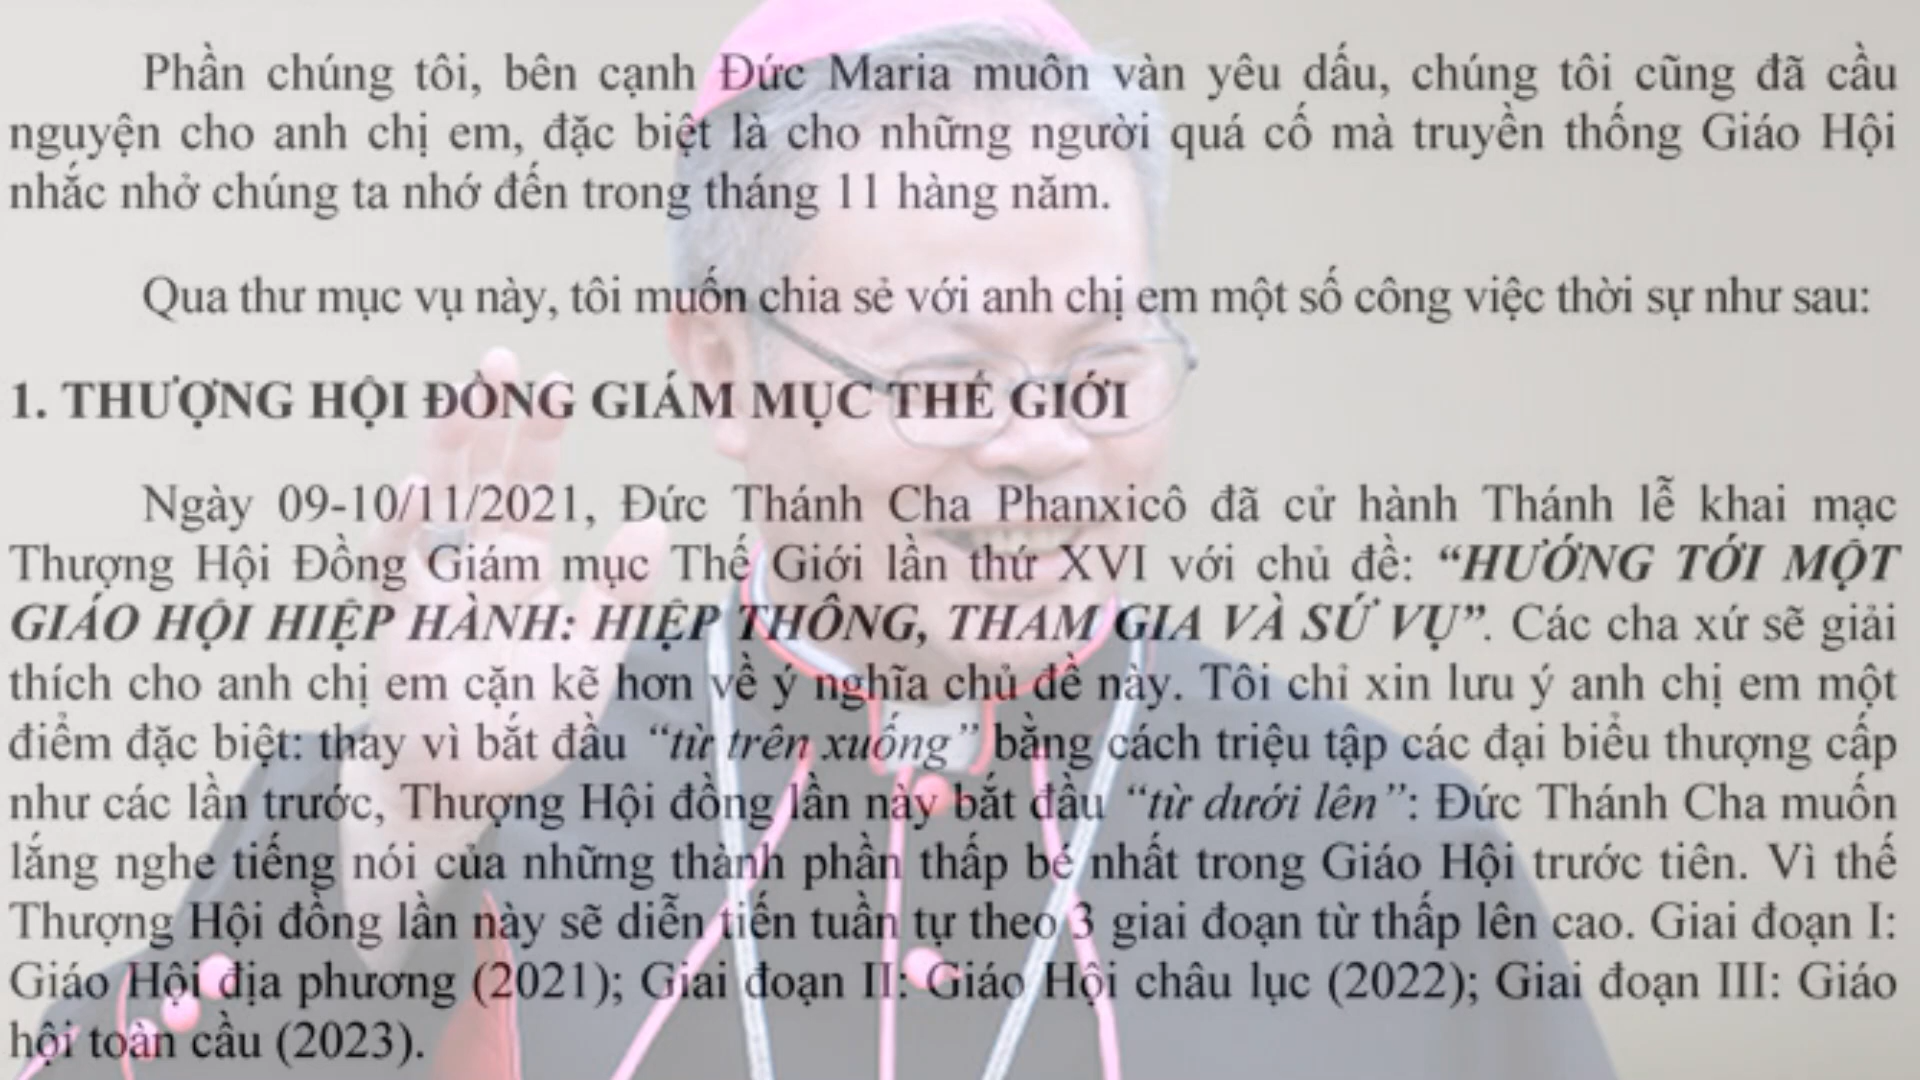 Phần chúng tôi, bên cạnh Đức Maria muôn vàn yêu dấu, chúng tôi cũng đã cầu
nguyện cho anh chị em, đặc biệt là cho những người quá cố mà truyền thống Giáo Hội
nhắc nhở chúng ta nhớ đến trong tháng 11 hàng năm.
Qua thư mục vụ này, tôi muốn chia sẻ với anh chị em một số công việc thời sự như sau:
1. THƯỢNG HỘI ĐỒNG GIÁM MỤC THẾ GIỚI
Ngày 09-10/11/2021, Đức Thánh Cha Phanxicô đã cử hành Thánh lễ khai mạc
Thượng Hội Đồng Giám mục Thế Giới lần thứ XVI với chủ đề: “HƯỚNG TỚI MỘT
GIÁO HỘI HIỆP HÀNH: HIỆP THÔNG, THAM GIA VÀ SỨ VỤ”. Các cha xứ sẽ giải
thích cho anh chị em cặn kẽ hơn về ý nghĩa chủ đề này. Tôi chỉ xin lưu ý anh chị em một
điểm đặc biệt: thay vì bắt đầu “từ trên xuống” bằng cách triệu tập các đại biểu thượng cấp
như các lần trước, Thượng Hội đồng lần này bắt đầu “từ dưới lên”: Đức Thánh Cha muốn
lắng nghe tiếng nói của những thành phần thấp bé nhất trong Giáo Hội trước tiên. Vì thế
Thượng Hội đồng lần này sẽ diễn tiến tuần tự theo 3 giai đoạn từ thấp lên cao. Giai đoạn I:
Giáo Hội địa phương (2021); Giai đoạn II: Giáo Hội châu lục (2022); Giai đoạn III: Giáo
hội toàn cầu (2023).